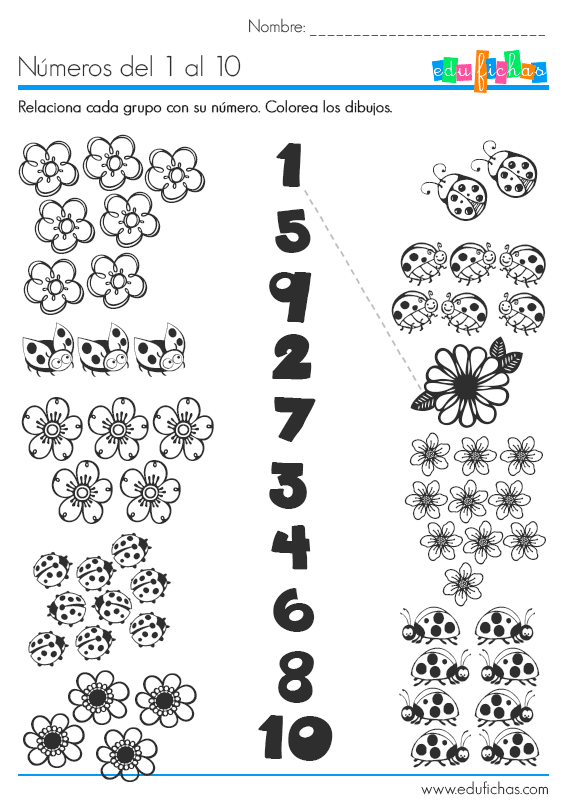 Nombre: ____________________________
Números del 1 al 10
edufichas
Relaciona cada grupo con su número. Colorea los dibujos.
1
5
9
2
7
3
4
6
8
10
www.edufichas.com